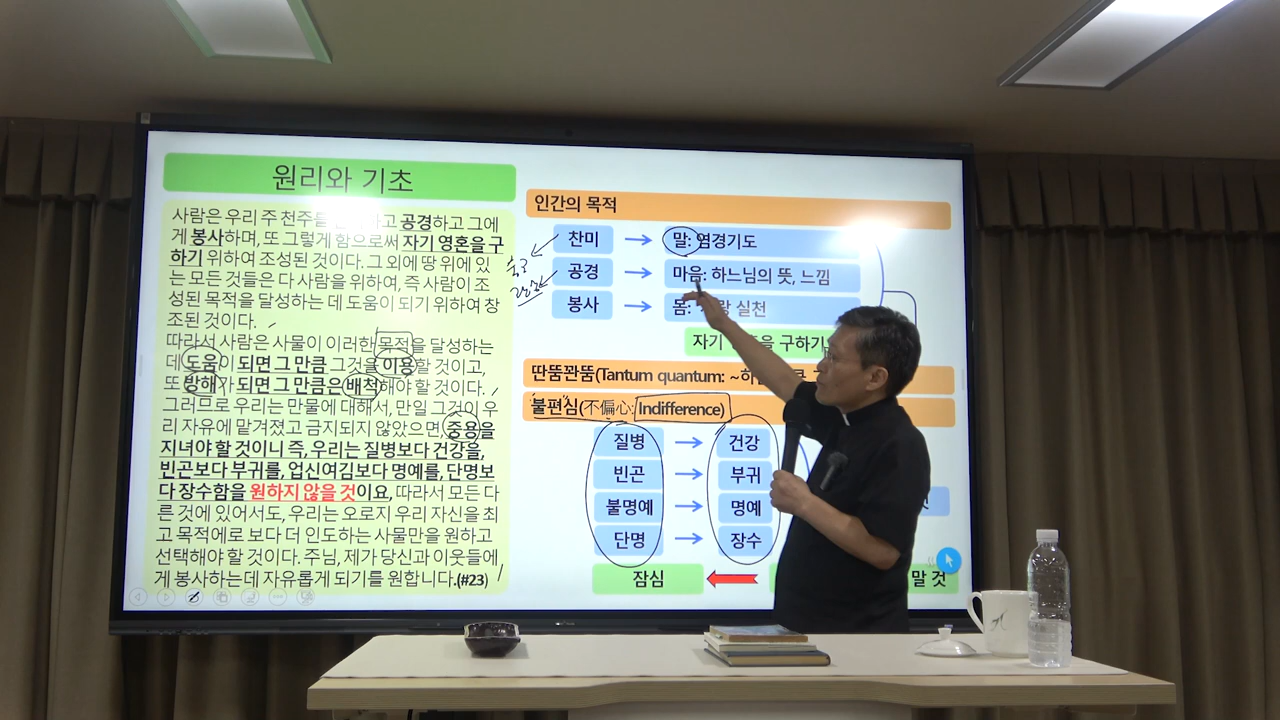 원리와 기초
사람은 우리 주 천주를 하고 공경하고 그에
게 봉사하며, 또 그렇게 함으로써 자기 영혼을 구
하기 위하여 조성된 것이다. 그 외에 땅 위에 있
는 모든 것들은 다 사람을 위하여, 즉 사람이 조
성된 목적을 달성하는 데 도움이 되기 위하여 창
조된 것이다.
따라서 사람은 사물이 이러한 목적을 달성하는
데 도움이 되면 그 만큼 그것을 이용할 것이고,
또 방해가 되면 그 만큼은 배척해야 할 것이다.
그러므로 우리는 만물에 대해서, 만일 그것이 우
리 자유에 맡겨졌고 금지되지 않았으면, 중용을
지녀야 할 것이니 즉, 우리는 질병보다 건강을,
빈곤보다 부귀를, 업신여김보다 명예를, 단명보
다 장수함을 원하지 않을 것이요, 따라서 모든 다
른 것에 있어서도, 우리는 오로지 우리 자신을 최
고 목적에로 보다 더 인도하는 사물만을 원하고
선택해야 할 것이다. 주님, 제가 당신과 이웃들에
게 봉사하는데 자유롭게 되기를 원합니다.(#23)
인간의 목적
찬미 → 말: 염경기도
공경 → 마음: 하느님의 뜻, 느낌
봉사 → 몸: 실천
자기 을 구하기
딴뚬꽌뚬(Tantum quantum:
불편심(不偏心: Indifference)
질병 → 건강
빈곤 → 부귀
불명예 → 명예
단명 → 장수
잠심
말 것